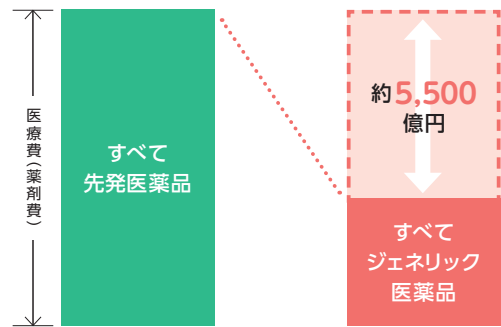 医療費(薬剤費)
すべて
先発医薬品
約5,500
億円
すべて
ジェネリック
医薬品